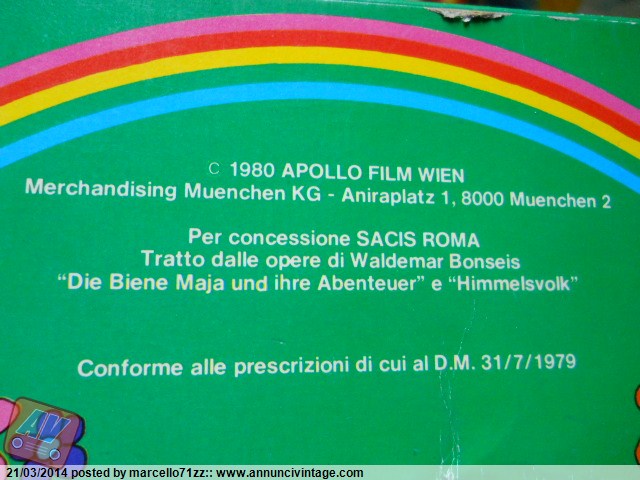 C 1980 APOLLO FILM WIEN
Merchandising Muenchen KG - Aniraplatz 1, 8000 Muenchen 2
Per concessione SACIS ROMA
Tratto dalle opere di Waldemar Bonseis
"Die Biene Maja und ihre Abenteuer" e "Himmelsvolk"
Conforme alle prescrizioni di cui al D.M. 31/7/1979
AV
21/03/2014 posted by marcello71zz:: www.annuncivintage.com